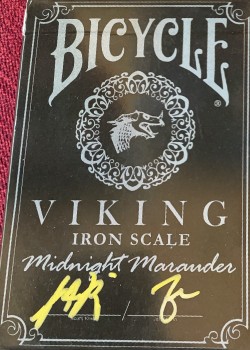 BICYCLE
®
VIKING
IRON SCALE
Midnight Marauder
/